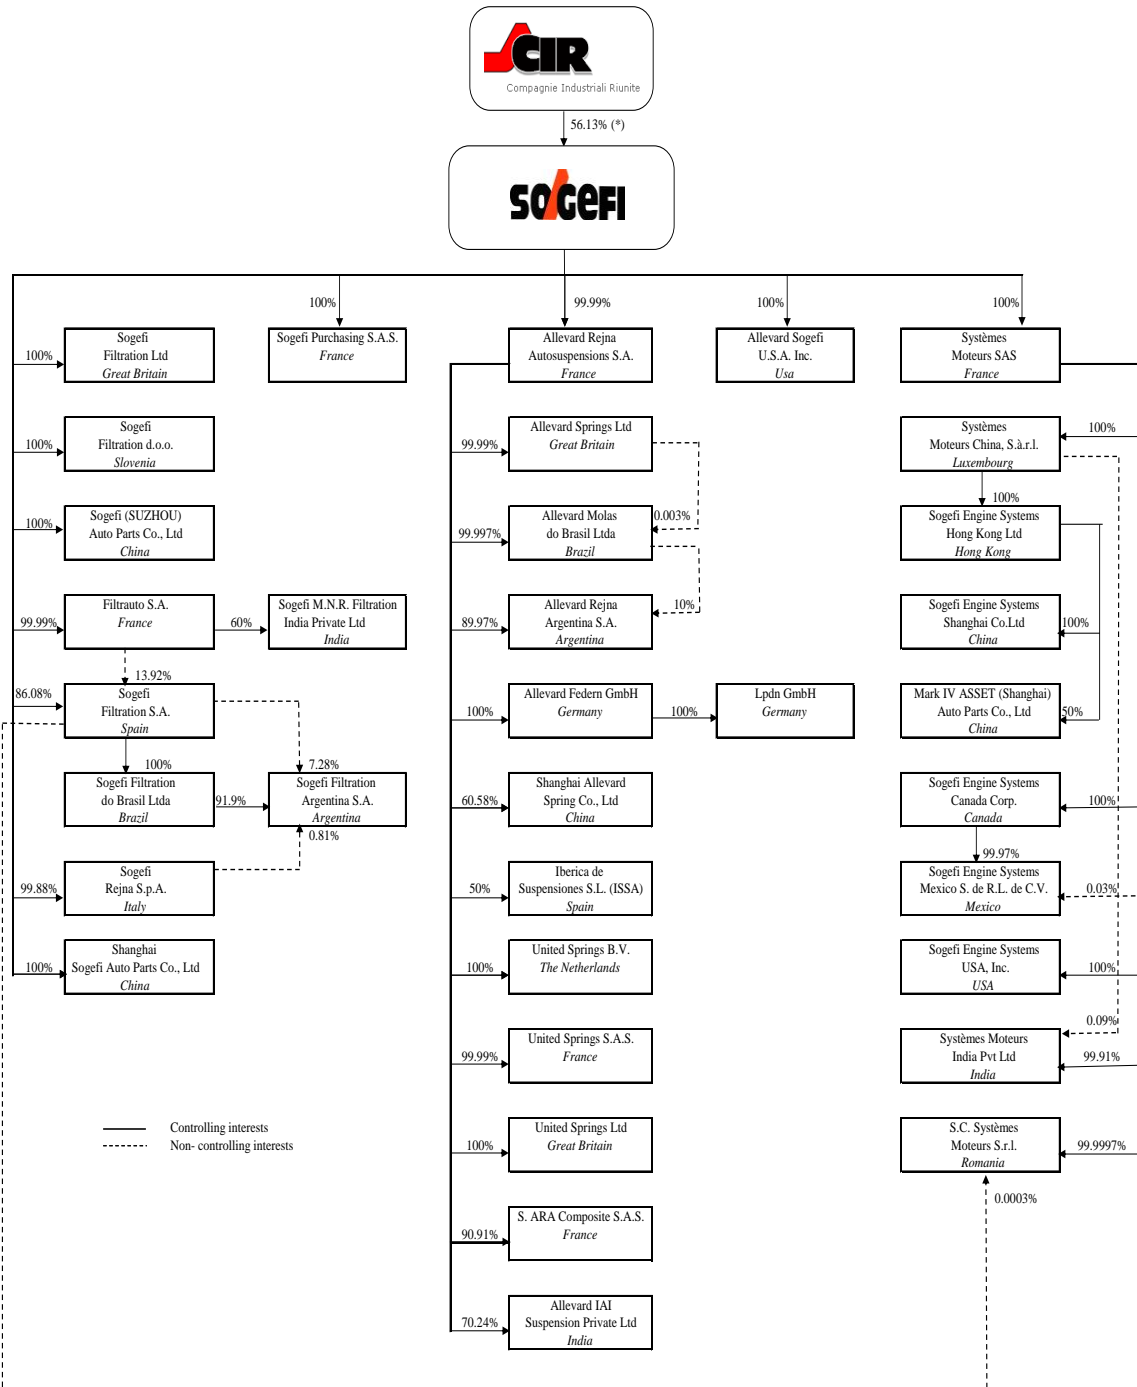 CIR
Compagnie Industriali Riunite
56.13% (*)
SOGEFI
100%
99.99%
100%
100%
100%
Sogefi
Filtration Ltd
Great Britain
Sogefi Purchasing S.A.S.
France
Allevard Rejna
Autosuspensions S.A.
France
Allevard Sogefi
U.S.A. Inc.
Usa
Systèmes
Moteurs SAS
France
100%
Sogefi
Filtration d.o.o.
Slovenia
99.99%
Allevard Springs Ltd
Great Britain
Systèmes
Moteurs China, S.à.r.l.
Luxembourg
100%
100%
100%
Sogefi (SUZHOU)
Auto Parts Co., Ltd
China
99.997%
Allevard Molas
do Brasil Ltda
Brazil
0.003%
Sogefi Engine Systems
Hong Kong Ltd
Hong Kong
99.99%
Filtrauto S.A.
France
60%
Sogefi M.N.R. Filtration
India Private Ltd
India
89.97%
Allevard Rejna
Argentina S.A.
Argentina
10%
Sogefi Engine Systems
Shanghai Co.Ltd
China
100%
13.92%
86.08%
Sogefi
Filtration S.A.
Spain
100%
Allevard Federn GmbH
Germany
100%
Lpdn GmbH
Germany
Mark IV ASSET (Shanghai)
Auto Parts Co., Ltd
China
50%
100%
7.28%
Sogefi Filtration
do Brasil Ltda
Brazil
91.9%
Sogefi Filtration
Argentina S.A.
Argentina
60.58%
Shanghai Allevard
Spring Co., Ltd
China
Sogefi Engine Systems
Canada Corp.
Canada
100%
0.81%
99.97%
99.88%
Sogefi
Rejna S.p.A.
Italy
50%
Iberica de
Suspensiones S.L. (ISSA)
Spain
Sogefi Engine Systems
Mexico S. de R.L. de C.V.
Mexico
0.03%
100%
Shanghai
Sogefi Auto Parts Co., Ltd
China
100%
United Springs B.V.
The Netherlands
Sogefi Engine Systems
USA, Inc.
USA
100%
0.09%
99.99%
United Springs S.A.S.
France
Systèmes Moteurs
India Pvt Ltd
India
99.91%
Controlling interests
Non- controlling interests
100%
United Springs Ltd
Great Britain
S.C. Systèmes
Moteurs S.r.l.
Romania
99.9997%
0.0003%
90.91%
S. ARA Composite S.A.S.
France
70.24%
Allevard IAI
Suspension Private Ltd
India